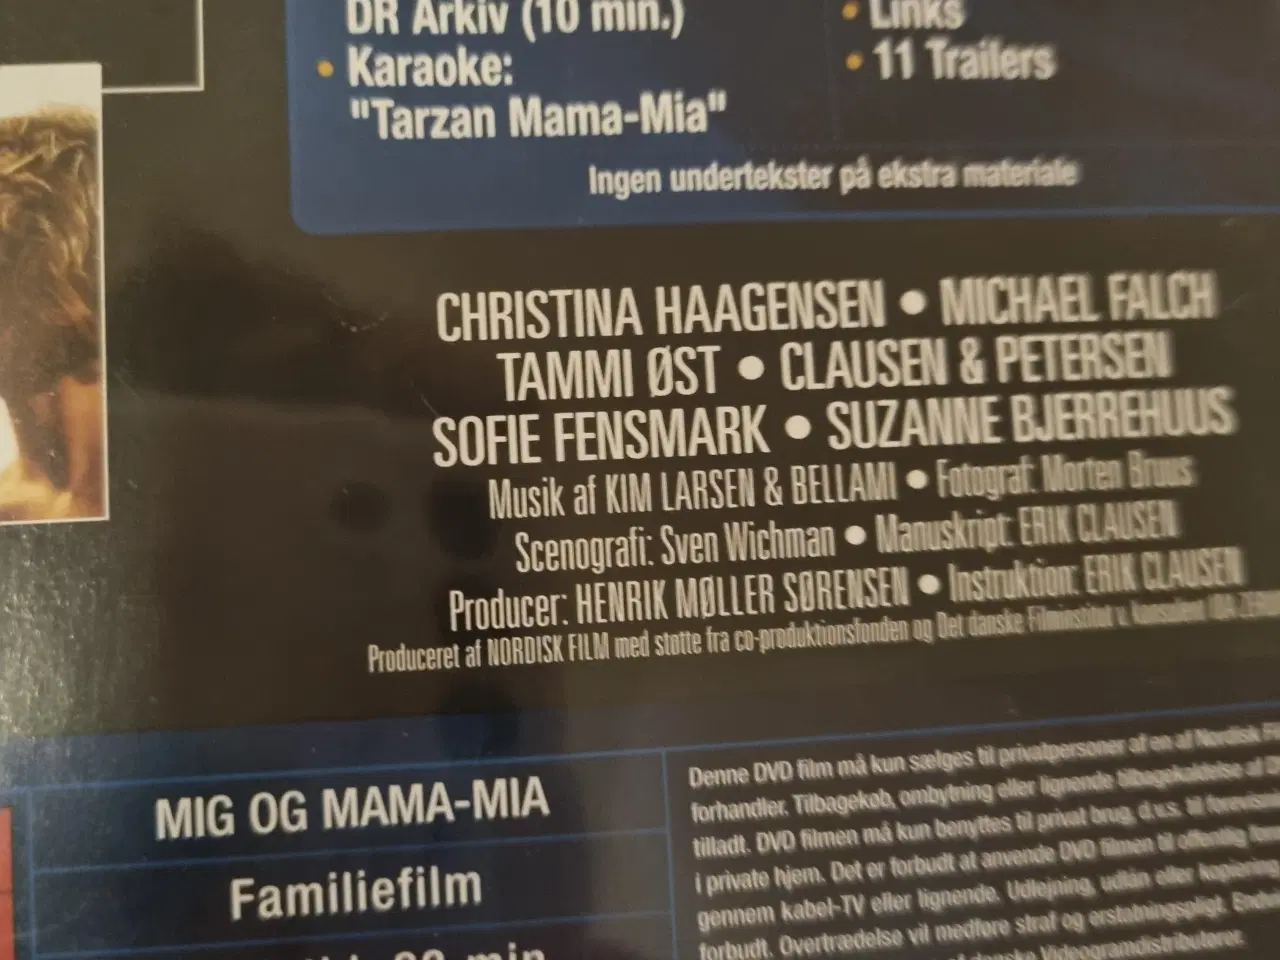 DR Arkiv (10 min.)
• Karaoke:
"Tarzan Mama-Mia"
• Links
• 11 Trailers
Ingen undertekster på ekstra materiale
CHRISTINA HAAGENSEN • MICHAEL FALCH
TAMMI ØST • CLAUSEN & PETERSEN
SOFIE FENSMARK • SUZANNE BJERREHUUS
Musik af KIM LARSEN & BELLAMI • Fotograf: Morten Bruus
Scenografi: Sven Wichman • Manuskript: ERIK CLAUSEN
Producer: HENRIK MØLLER SØRENSEN • Instruktion: ERIK CLAUSEN
Produceret af NORDISK FILM med støtte fra co-produktionsfonden og Det danske Filminstitut v. konsulent
MIG OG MAMA-MIA
Familiefilm
min
Denne DVD film må kun sælges til privatpersoner af en af Nordisk
forhandler. Tilbagekøb, ombytning eller lignende tilbagekaldelse af
tilladt. DVD filmen må kun benyttes til privat brug, d.v.s. til
i private hjem. Det er forbudt at anvende DVD filmen til offentlig
gennem kabel-TV eller lignende. Udlejning, udlån eller kopiering
forbudt. Overtrædelse vil medføre straf og erstatningspligt.
danske Videogramdistributører.